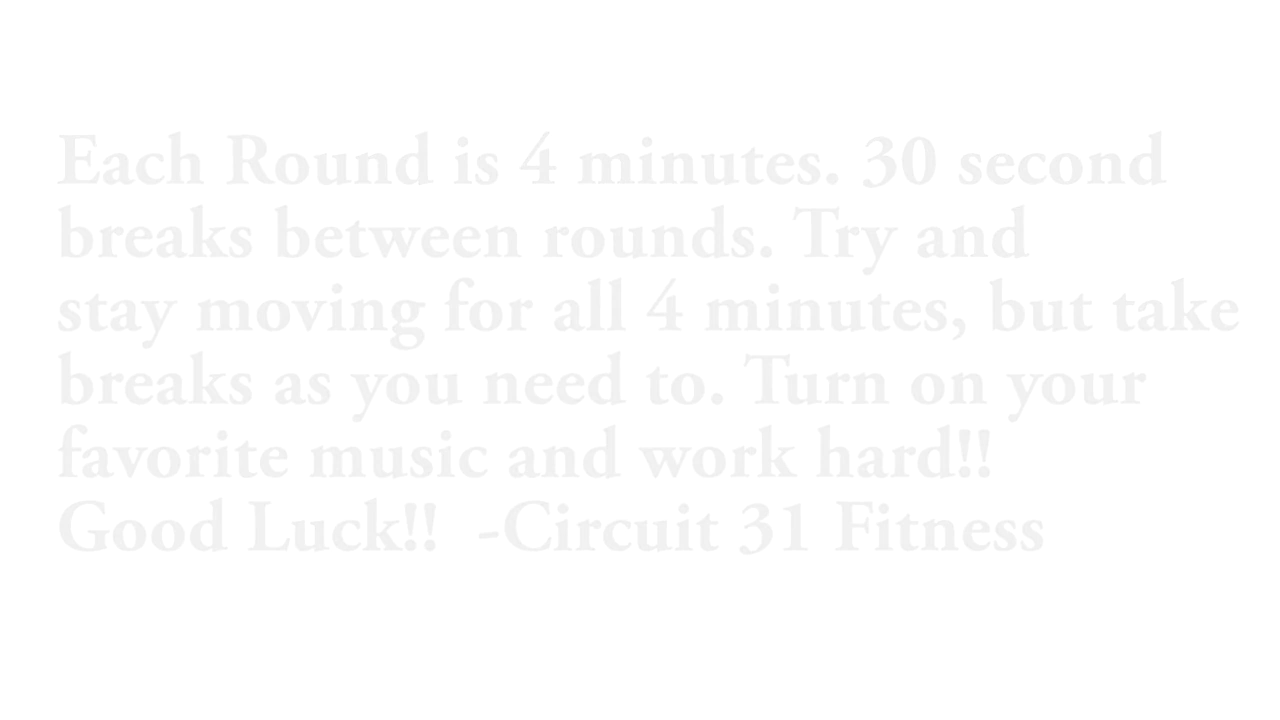 Each Round is 4 minutes. 30 second
breaks between rounds. Try and
stay moving for all 4 minutes, but take
breaks as you need to. Turn on your
favorite music and work hard!!
Good Luck!!  -Circuit 31 Fitness